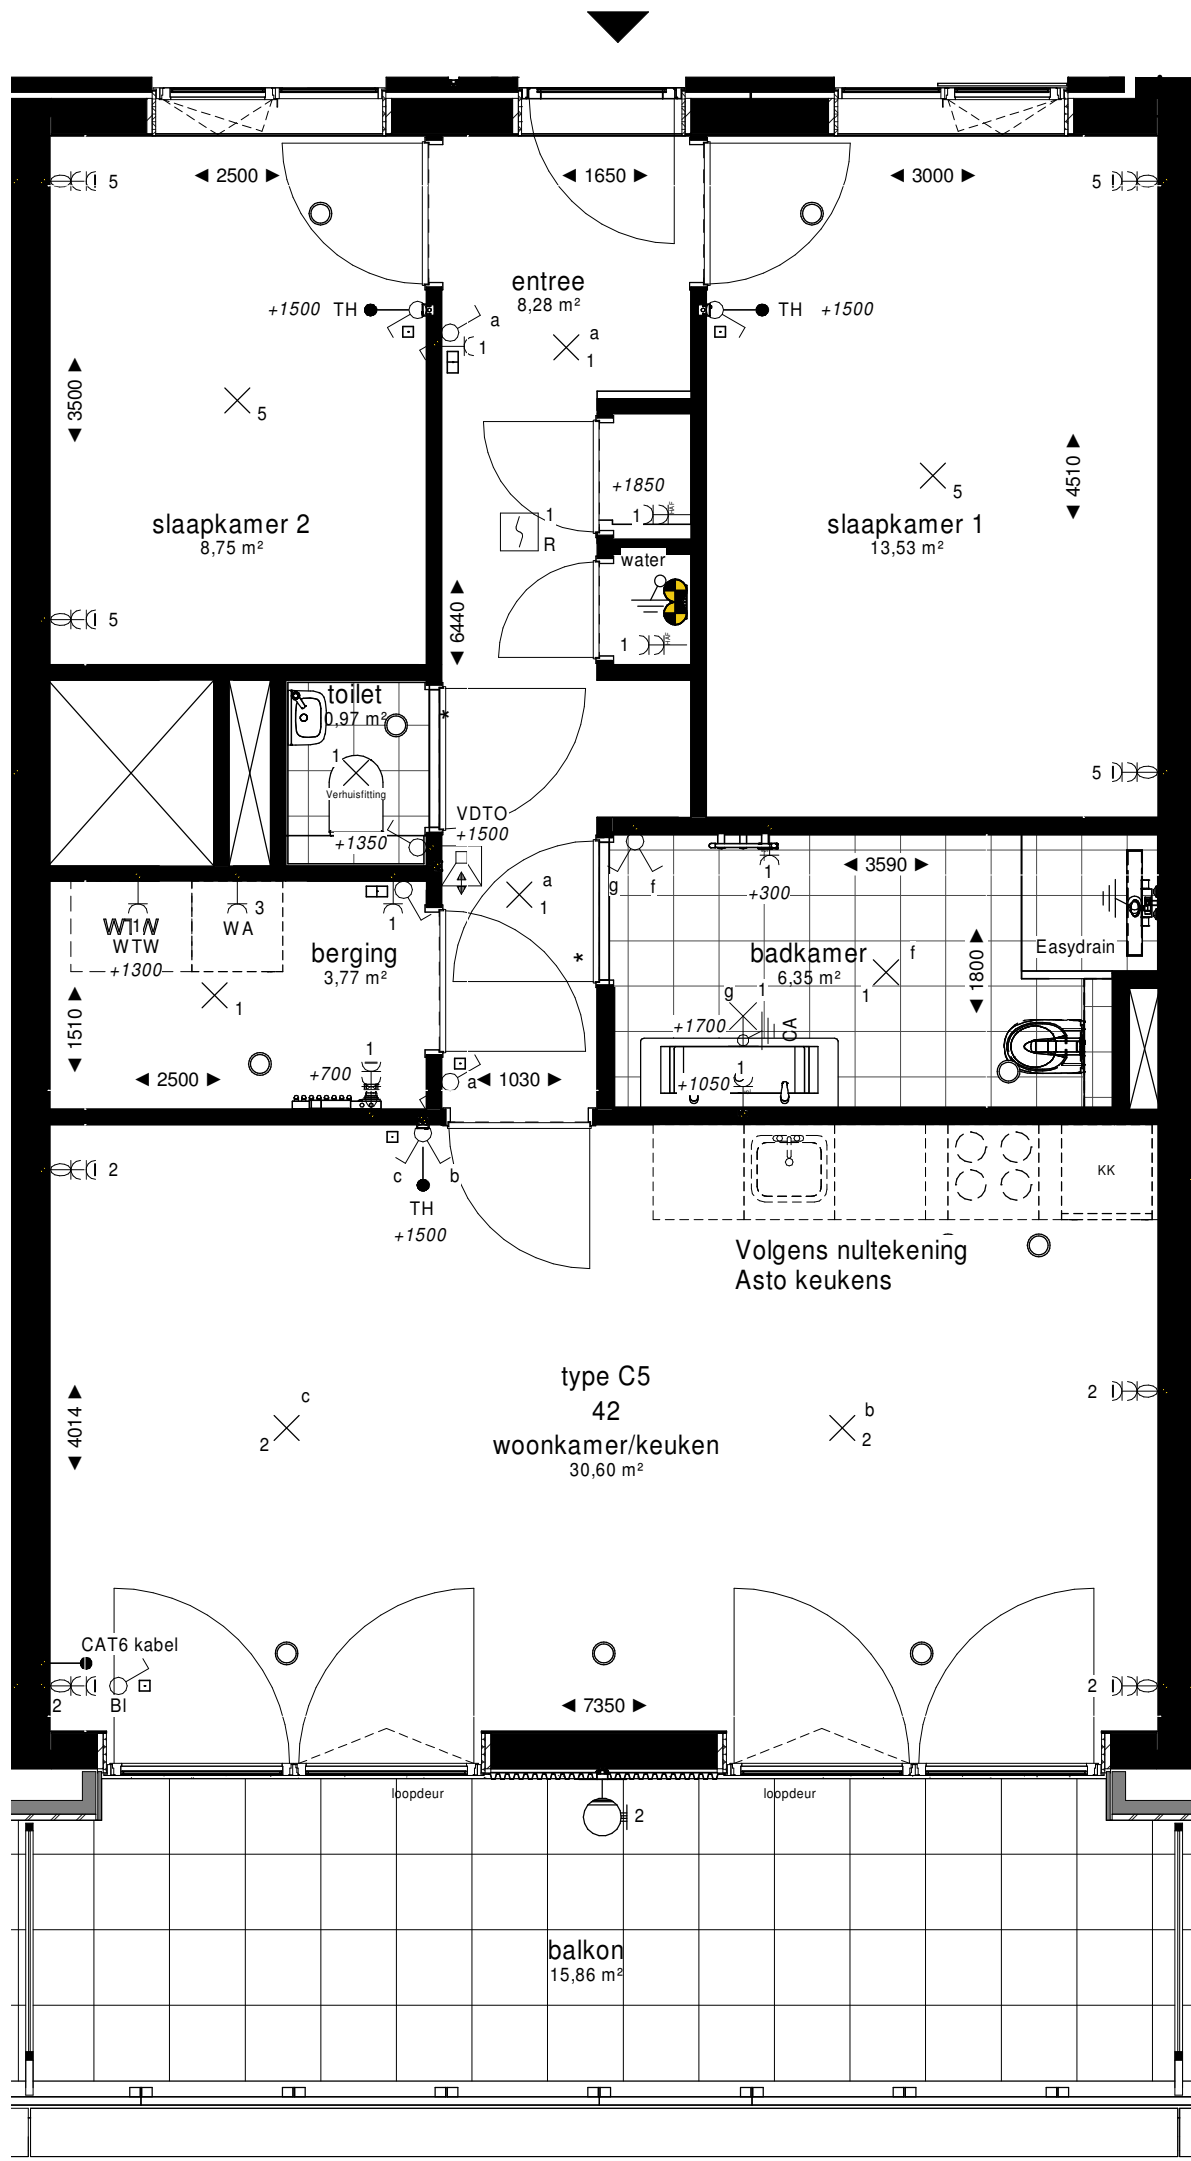 ◄ 2500 ►
◄ 1650 ►
◄ 3000 ►
5
5
entree
8,28 m²
+1500 TH
TH +1500
a
1
a
1
◄ 3500 ►
5
◄ 4510 ►
5
+1850
1
slaapkamer 2
8,75 m²
1
R
slaapkamer 1
13,53 m²
water
5
◄ 6440 ►
1
toilet
0,97 m²
1
Verhuisfitting
5
VDTO
+1500
+1350
◄ 3590 ►
g f
1
+300
a
1
3
WTW
WA
+1300
1
berging
3,77 m²
badkamer
6,35 m²
f
1
Easydrain
◄ 1800 ►
1
◄ 1510 ►
g 1
+1700
CA
1
+700
◄ 2500 ►
a
◄ 1030 ►
1
+1050
2
c b
TH
+1500
KK
Volgens nultekening
Asto keukens
type C5
42
woonkamer/keuken
30,60 m²
◄ 4014 ►
c
2
b
2
2
CAT6 kabel
2
BI
◄ 7350 ►
2
loopdeur
loopdeur
2
balkon
15,86 m²